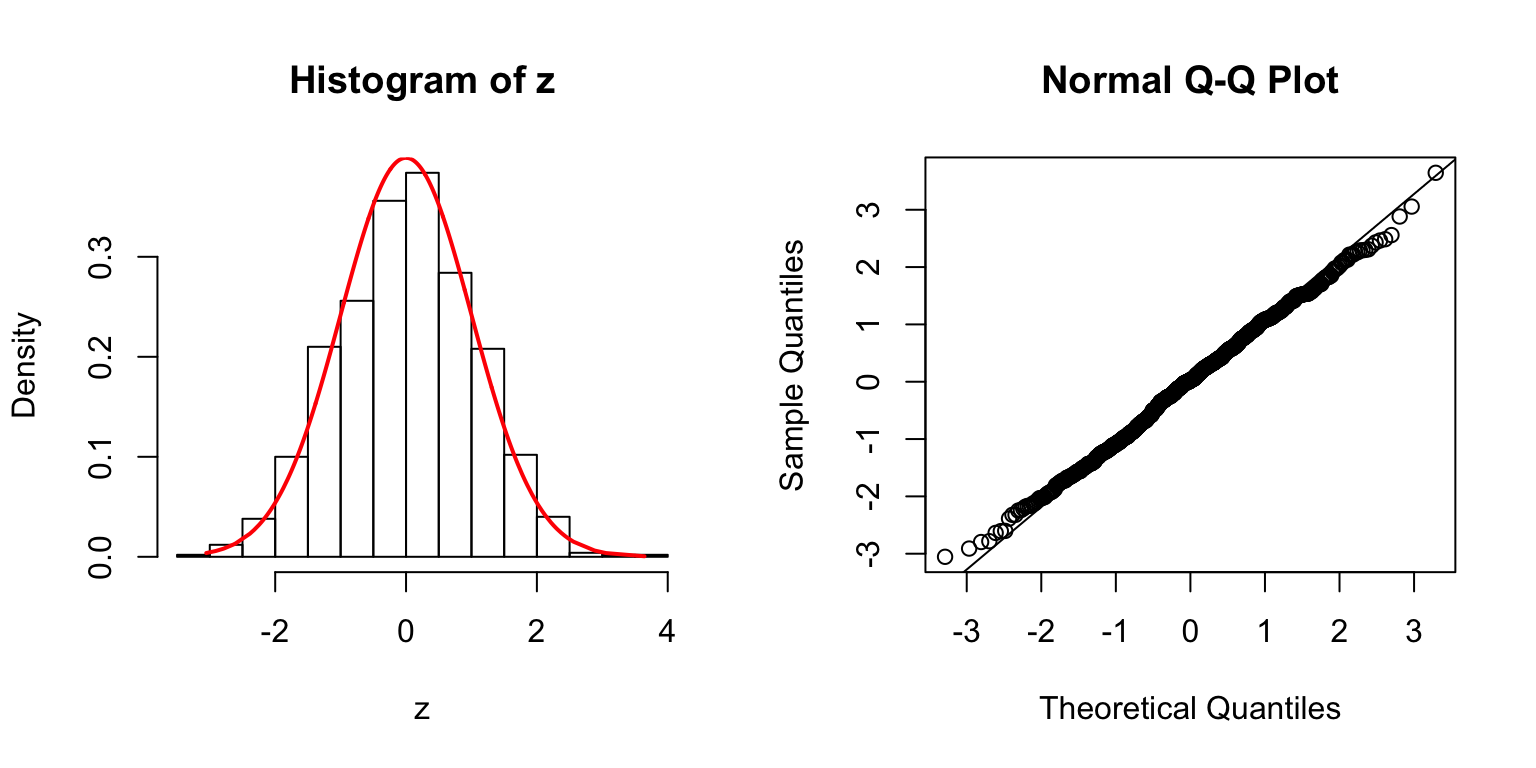 Histogram of z
Density
0.0 0.1 0.2 0.3
-2 0 2 4
z
Normal Q-Q Plot
Sample Quantiles
-3 -2 -1 0 1 2 3
-3 -2 -1 0 1 2 3
Theoretical Quantiles